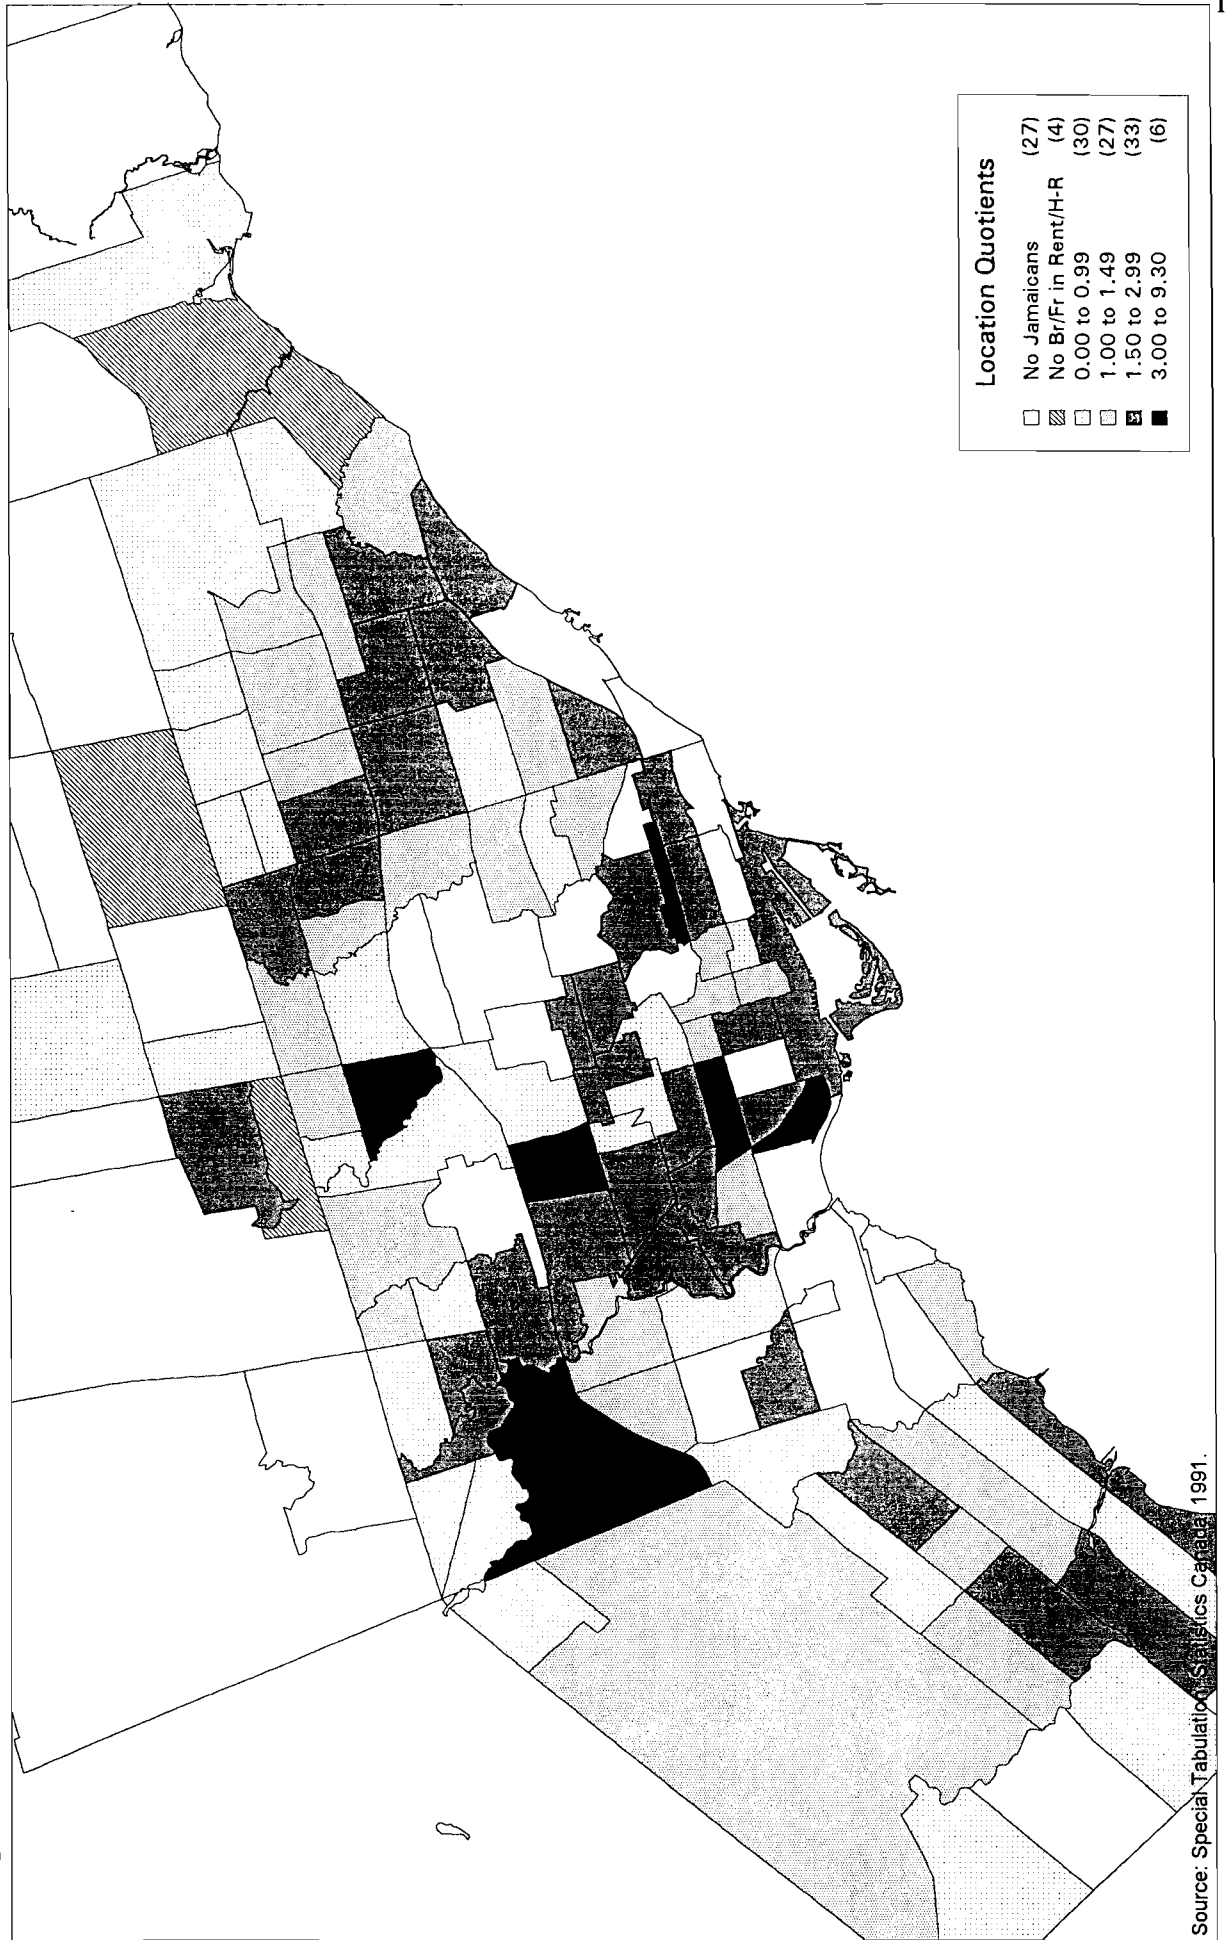 Location Quotients
No Jamaicans (27)
No Br/Fr in Rent/H-R (4)
0.00 to 0.99 (30)
1.00 to 1.49 (27)
1.50 to 2.99 (33)
3.00 to 9.30 (6)
Source: Special Tabulation, Statistics Canada, 1991.